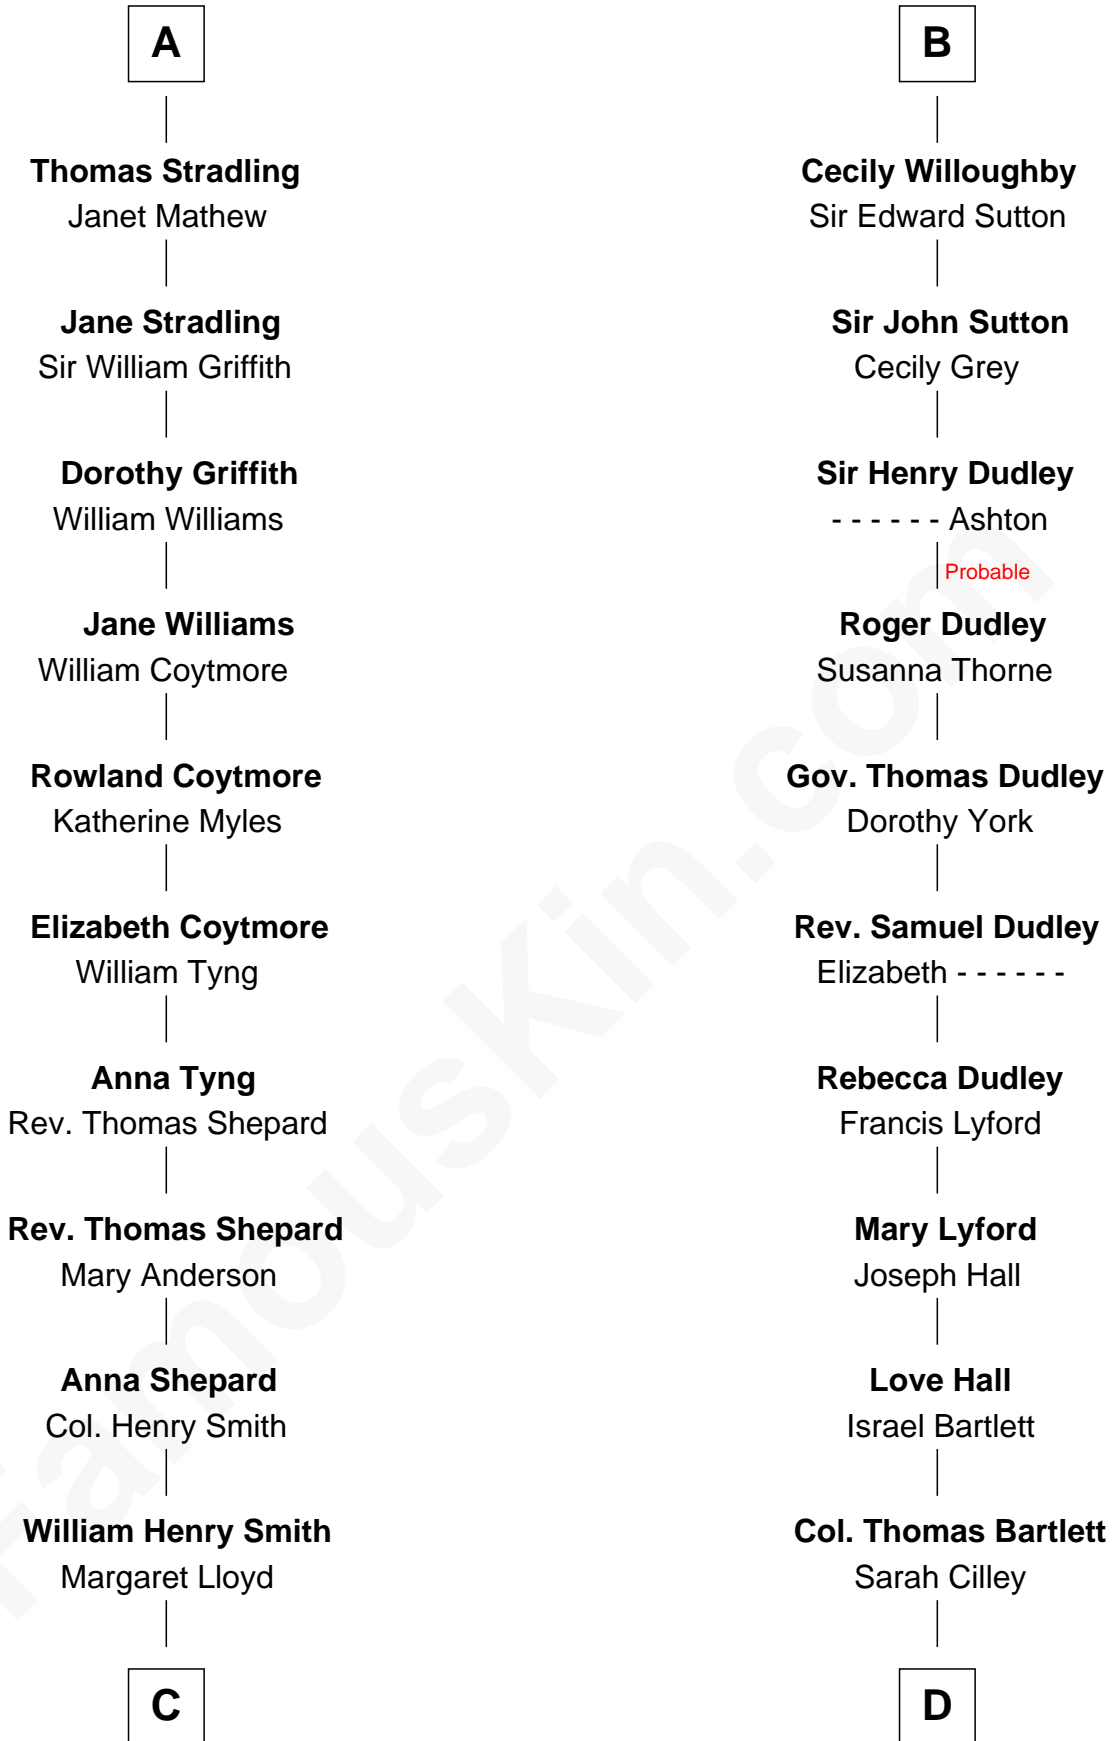 A
Thomas Stradling
Janet Mathew
Jane Stradling
Sir William Griffith
Dorothy Griffith
William Williams
Jane Williams
William Coytmore
Rowland Coytmore
Katherine Myles
Elizabeth Coytmore
William Tyng
Anna Tyng
Rev. Thomas Shepard
Rev. Thomas Shepard
Mary Anderson
Anna Shepard
Col. Henry Smith
William Henry Smith
Margaret Lloyd
C
B
Cecily Willoughby
Sir Edward Sutton
Sir John Sutton
Cecily Grey
Sir Henry Dudley
- - - - - - Ashton
Probable
Roger Dudley
Susanna Thorne
Gov. Thomas Dudley
Dorothy York
Rev. Samuel Dudley
Elizabeth - - - - - -
Rebecca Dudley
Francis Lyford
Mary Lyford
Joseph Hall
Love Hall
Israel Bartlett
Col. Thomas Bartlett
Sarah Cilley
D
FamousKin.com